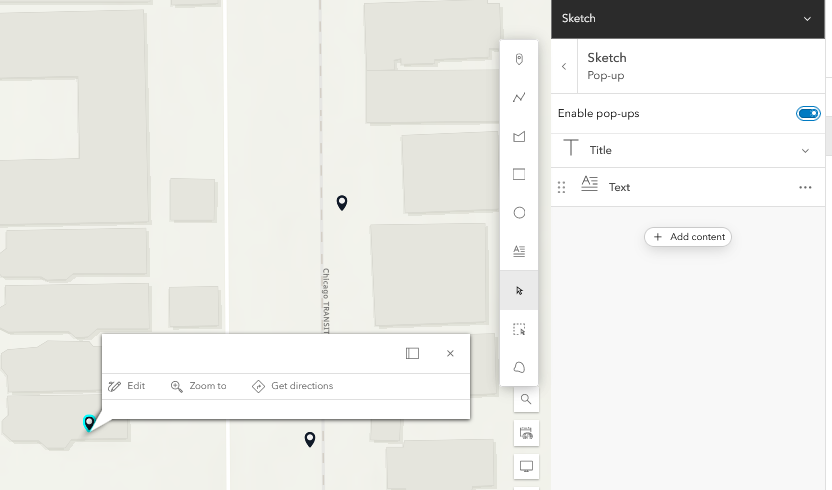 Sketch
Sketch
Pop-up
Enable pop-ups
Title
Text
Add content
Chicago TRANSIT
Edit
Zoom to
Get directions